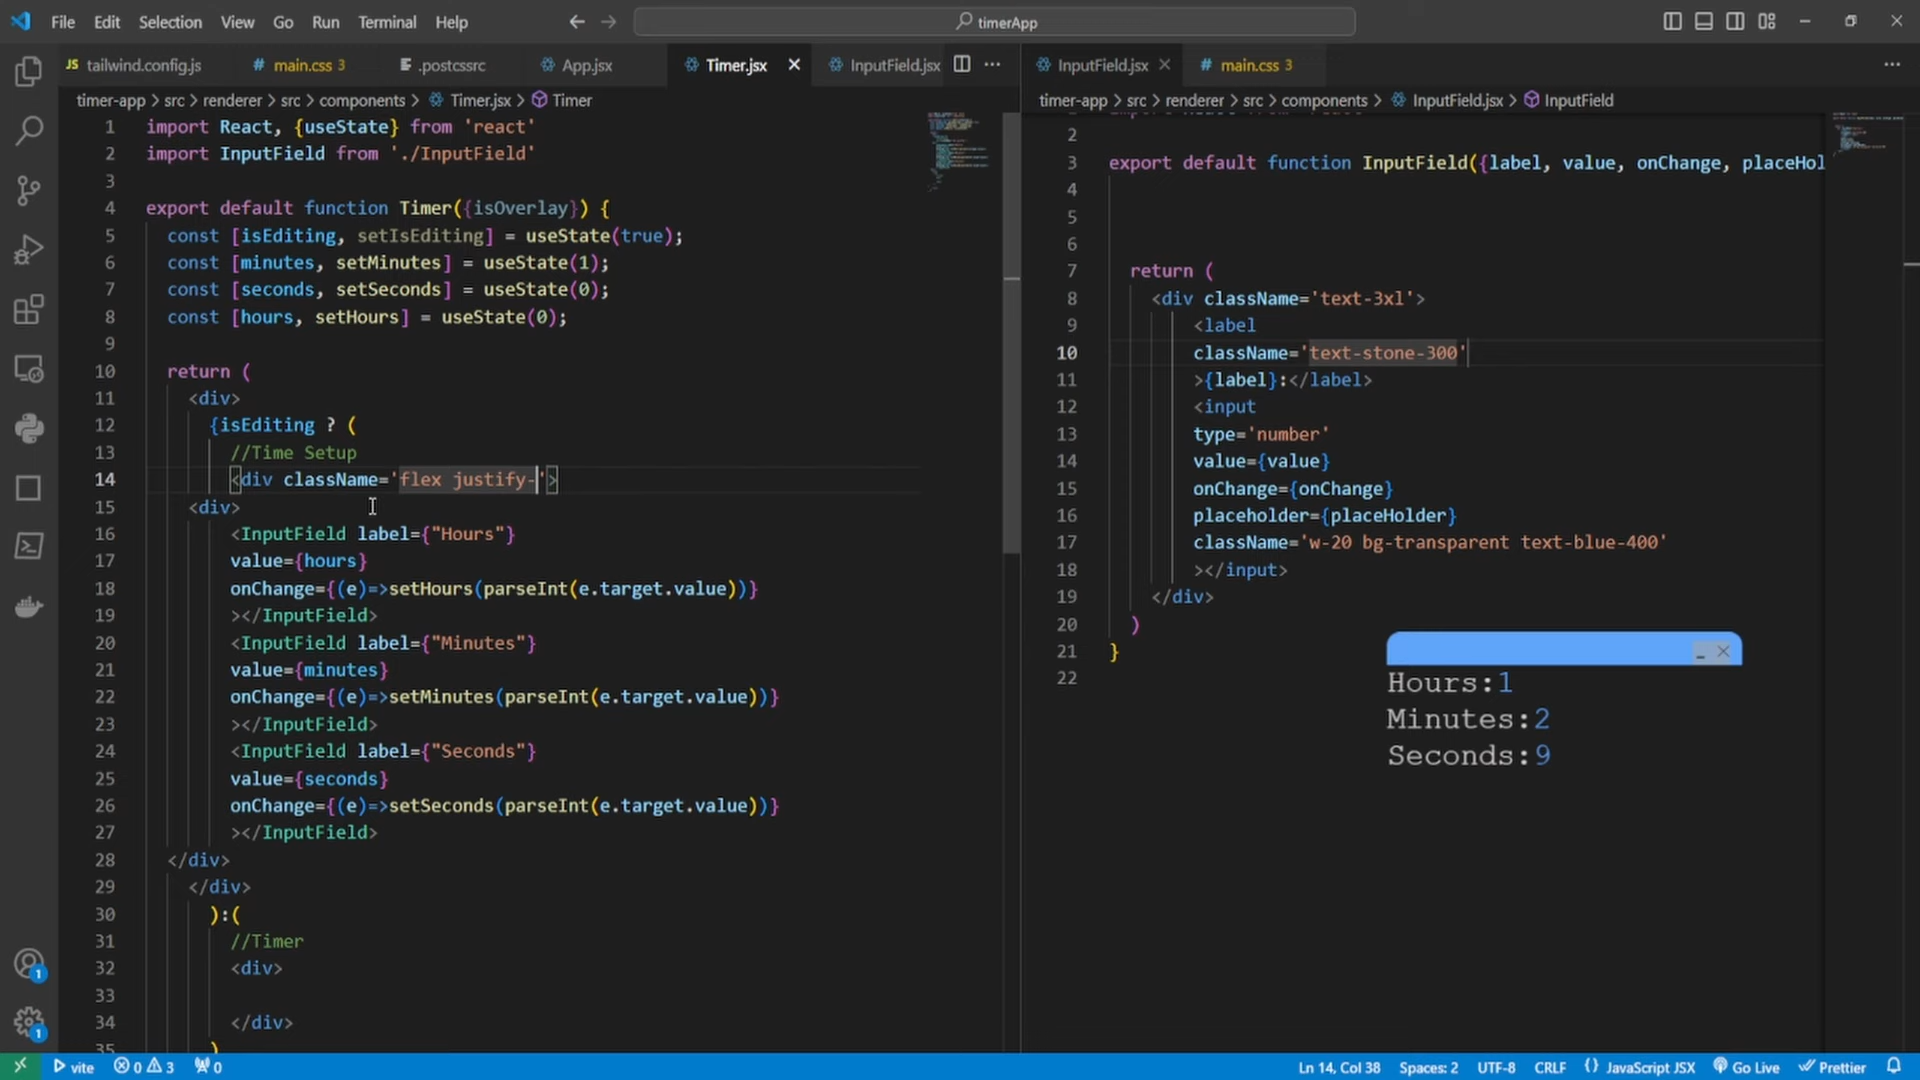 File Edit Selection View Go Run Terminal Help
timerApp
JS tailwind.config.js
# main.css 3
.postcssrc
App.jsx
Timer.jsx
InputField.jsx
InputField.jsx
# main.css 3
timer-app > src > renderer > src > components > Timer.jsx > Timer
timer-app > src > renderer > src > components > InputField.jsx > InputField
1 import React, {useState} from 'react'
2 import InputField from './InputField'
3
4 export default function Timer({isOverlay}) {
5 const [isEditing, setIsEditing] = useState(true);
6 const [minutes, setMinutes] = useState(1);
7 const [seconds, setSeconds] = useState(0);
8 const [hours, setHours] = useState(0);
9
10 return (
11 <div>
12 {isEditing ? (
13 //Time Setup
14 <div className='flex justify-'>
15 <div>
16 <InputField label={"Hours"}
17 value={hours}
18 onChange={(e)=>setHours(parseInt(e.target.value))}
19 ></InputField>
20 <InputField label={"Minutes"}
21 value={minutes}
22 onChange={(e)=>setMinutes(parseInt(e.target.value))}
23 ></InputField>
24 <InputField label={"Seconds"}
25 value={seconds}
26 onChange={(e)=>setSeconds(parseInt(e.target.value))}
27 ></InputField>
28 </div>
29 </div>
30 ):(
31 //Timer
32 <div>
33
34 </div>
35 )
2
3 export default function InputField({label, value, onChange, placeHol
4
5
6
7 return (
8 <div className='text-3xl'>
9 <label
10 className='text-stone-300'
11 >{label}:</label>
12 <input
13 type='number'
14 value={value}
15 onChange={onChange}
16 placeholder={placeHolder}
17 className='w-20 bg-transparent text-blue-400'
18 ></input>
19 </div>
20 )
21 }
22
Hours:1
Minutes:2
Seconds:9
1
1
vite 0 3 0
Ln 14, Col 38 Spaces: 2 UTF-8 CRLF {} JavaScript JSX Go Live Prettier